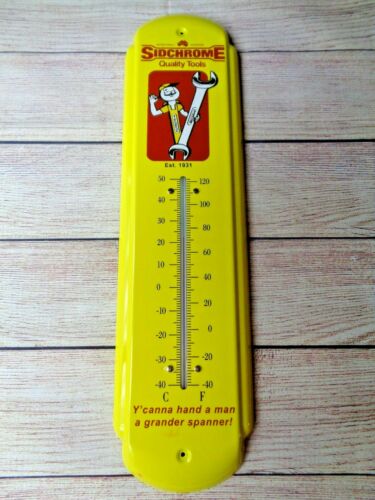 SIDCHROME
Quality Tools
Est. 1931
50 120
40 100
30 80
20 60
10 40
0 20
-10 0
-20
-30 -20
-40 -40
C F
Y'canna hand a man
a grander spanner!